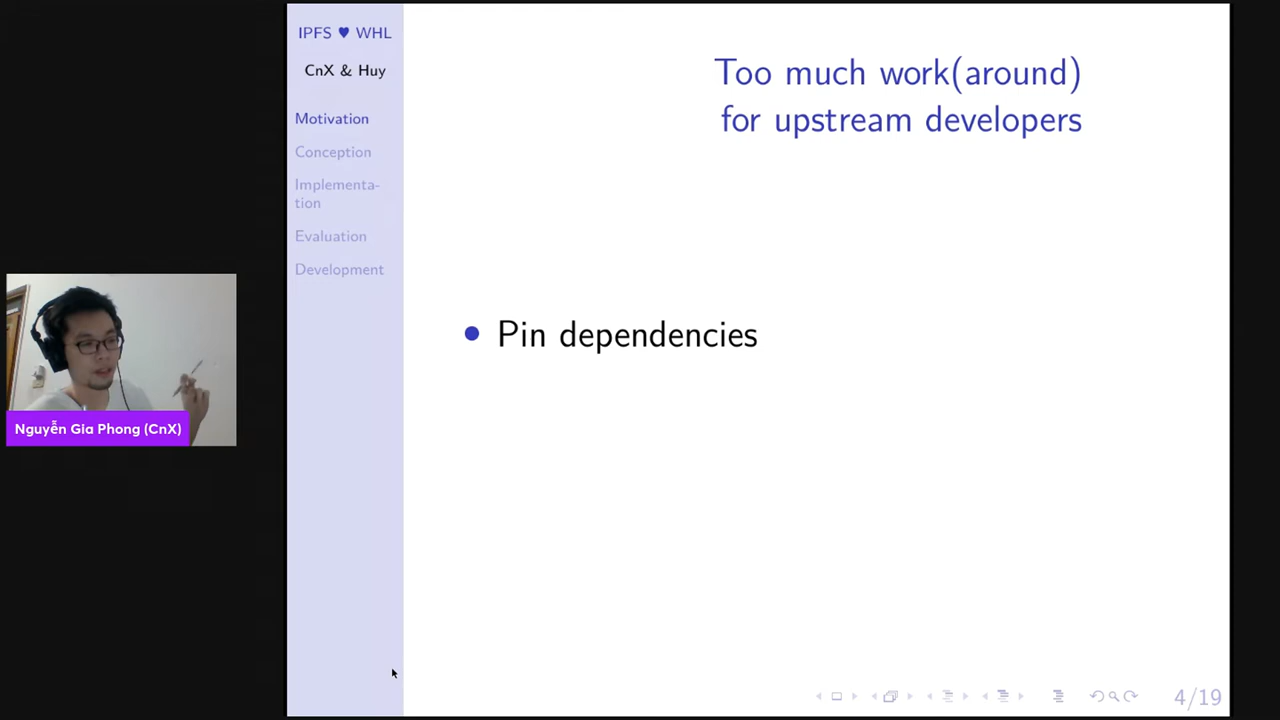 IPFS ♥ WHL
CnX & Huy
Motivation
Conception
Implementa-
tion
Evaluation
Development
Too much work(around)
for upstream developers
• Pin dependencies
Nguyễn Gia Phong (CnX)
4/19